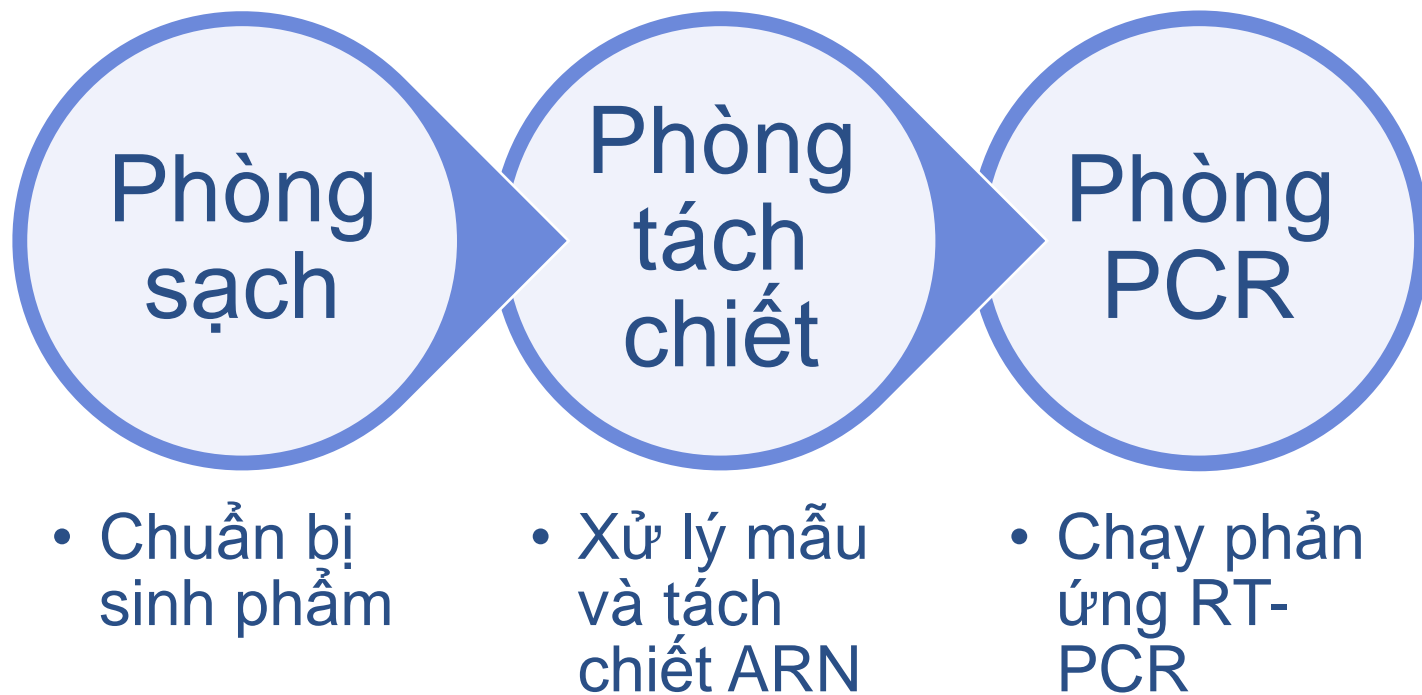 Phòng
sạch
Phòng
tách
chiết
Phòng
PCR
• Chuẩn bị
sinh phẩm
• Xử lý mẫu
và tách
chiết ARN
• Chạy phản
ứng RT-
PCR